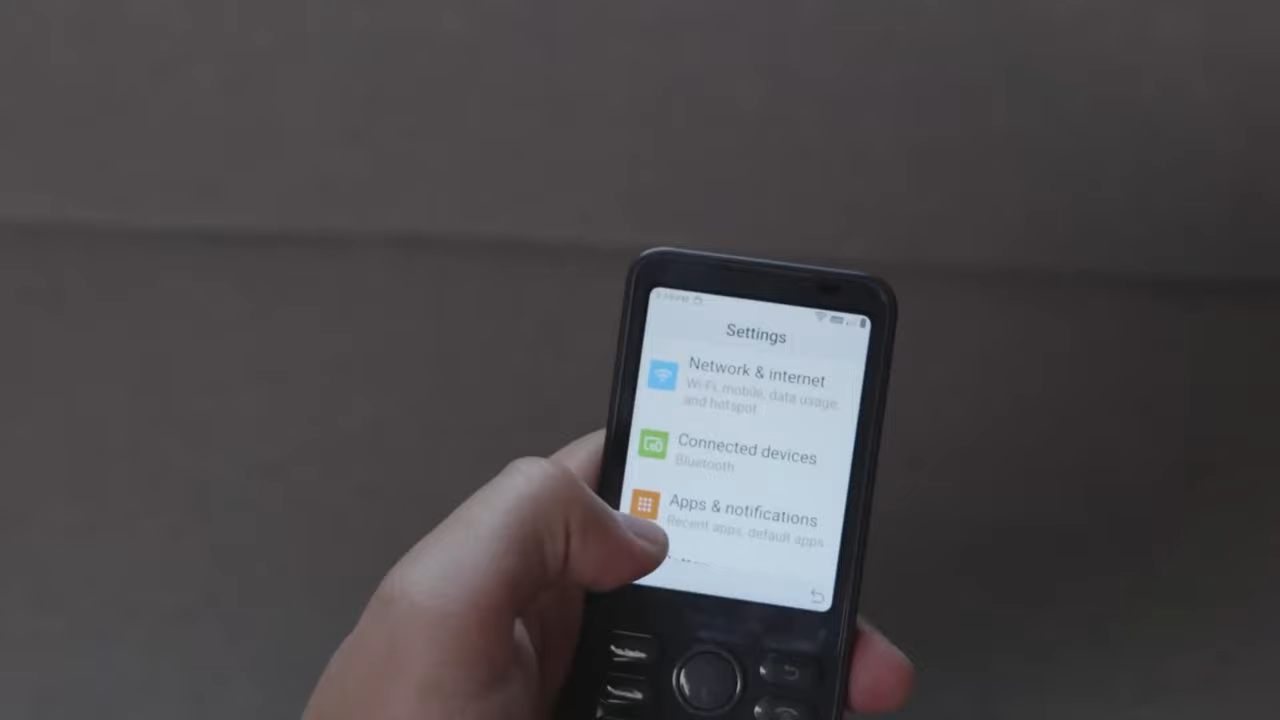 Settings
Network & internet
Wi-Fi, mobile, data usage,
and hotspot
Connected devices
Bluetooth
Apps & notifications
Recent apps, default apps